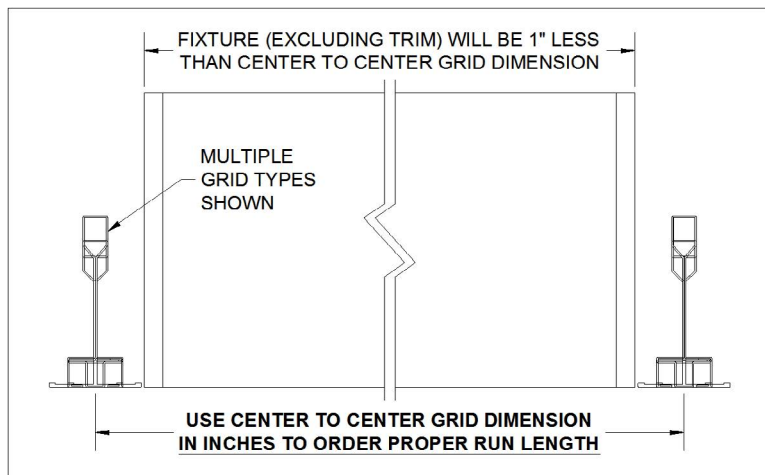 FIXTURE (EXCLUDING TRIM) WILL BE 1" LESS
THAN CENTER TO CENTER GRID DIMENSION
MULTIPLE
GRID TYPES
SHOWN
USE CENTER TO CENTER GRID DIMENSION
IN INCHES TO ORDER PROPER RUN LENGTH